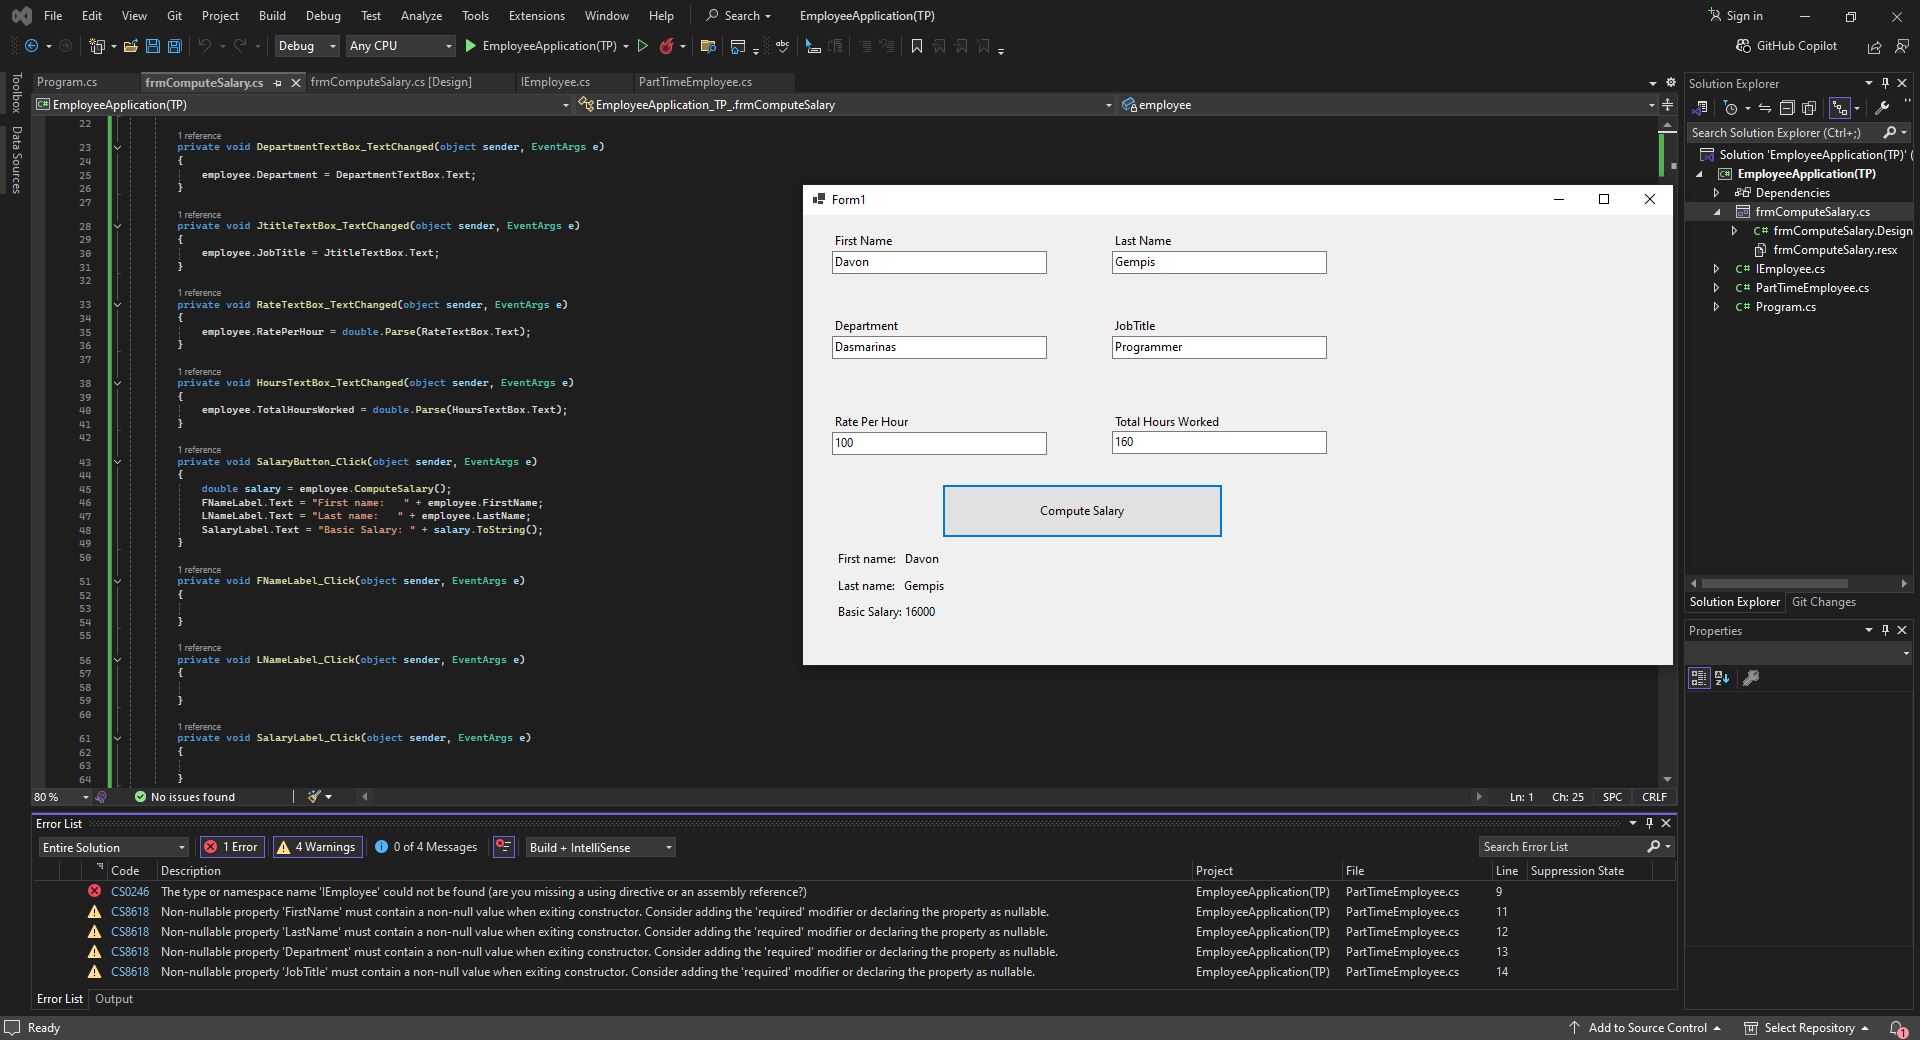 File Edit View Git Project Build Debug Test Analyze Tools Extensions Window Help Search EmployeeApplication(TP) Sign in
Debug Any CPU EmployeeApplication(TP) GitHub Copilot
Toolbox
Data Sources
Program.cs frmComputeSalary.cs frmComputeSalary.cs [Design] IEmployee.cs PartTimeEmployee.cs
EmployeeApplication(TP) EmployeeApplication_TP_.frmComputeSalary employee
22
1 reference
23 private void DepartmentTextBox_TextChanged(object sender, EventArgs e)
24 {
25 employee.Department = DepartmentTextBox.Text;
26 }
27
1 reference
28 private void JtitleTextBox_TextChanged(object sender, EventArgs e)
29 {
30 employee.JobTitle = JtitleTextBox.Text;
31 }
32
1 reference
33 private void RateTextBox_TextChanged(object sender, EventArgs e)
34 {
35 employee.RatePerHour = double.Parse(RateTextBox.Text);
36 }
37
1 reference
38 private void HoursTextBox_TextChanged(object sender, EventArgs e)
39 {
40 employee.TotalHoursWorked = double.Parse(HoursTextBox.Text);
41 }
42
1 reference
43 private void SalaryButton_Click(object sender, EventArgs e)
44 {
45 double salary = employee.ComputeSalary();
46 FNameLabel.Text = "First name:   " + employee.FirstName;
47 LNameLabel.Text = "Last name:   " + employee.LastName;
48 SalaryLabel.Text = "Basic Salary: " + salary.ToString();
49 }
50
1 reference
51 private void FNameLabel_Click(object sender, EventArgs e)
52 {
53
54 }
55
1 reference
56 private void LNameLabel_Click(object sender, EventArgs e)
57 {
58
59 }
60
1 reference
61 private void SalaryLabel_Click(object sender, EventArgs e)
62 {
63
64 }
80 % No issues found Ln: 1 Ch: 25 SPC CRLF
Form1
First Name Last Name
Davon Gempis
Department JobTitle
Dasmarinas Programmer
Rate Per Hour Total Hours Worked
100 160
Compute Salary
First name: Davon
Last name: Gempis
Basic Salary: 16000
Solution Explorer
Search Solution Explorer (Ctrl+;)
Solution 'EmployeeApplication(TP)' (
EmployeeApplication(TP)
Dependencies
frmComputeSalary.cs
frmComputeSalary.Design
frmComputeSalary.resx
IEmployee.cs
PartTimeEmployee.cs
Program.cs
Solution Explorer Git Changes
Properties
Error List
Entire Solution 1 Error 4 Warnings 0 of 4 Messages Build + IntelliSense Search Error List
Code Description Project File Line Suppression State
CS0246 The type or namespace name 'IEmployee' could not be found (are you missing a using directive or an assembly reference?) EmployeeApplication(TP) PartTimeEmployee.cs 9
CS8618 Non-nullable property 'FirstName' must contain a non-null value when exiting constructor. Consider adding the 'required' modifier or declaring the property as nullable. EmployeeApplication(TP) PartTimeEmployee.cs 11
CS8618 Non-nullable property 'LastName' must contain a non-null value when exiting constructor. Consider adding the 'required' modifier or declaring the property as nullable. EmployeeApplication(TP) PartTimeEmployee.cs 12
CS8618 Non-nullable property 'Department' must contain a non-null value when exiting constructor. Consider adding the 'required' modifier or declaring the property as nullable. EmployeeApplication(TP) PartTimeEmployee.cs 13
CS8618 Non-nullable property 'JobTitle' must contain a non-null value when exiting constructor. Consider adding the 'required' modifier or declaring the property as nullable. EmployeeApplication(TP) PartTimeEmployee.cs 14
Error List Output
Ready Add to Source Control Select Repository 1